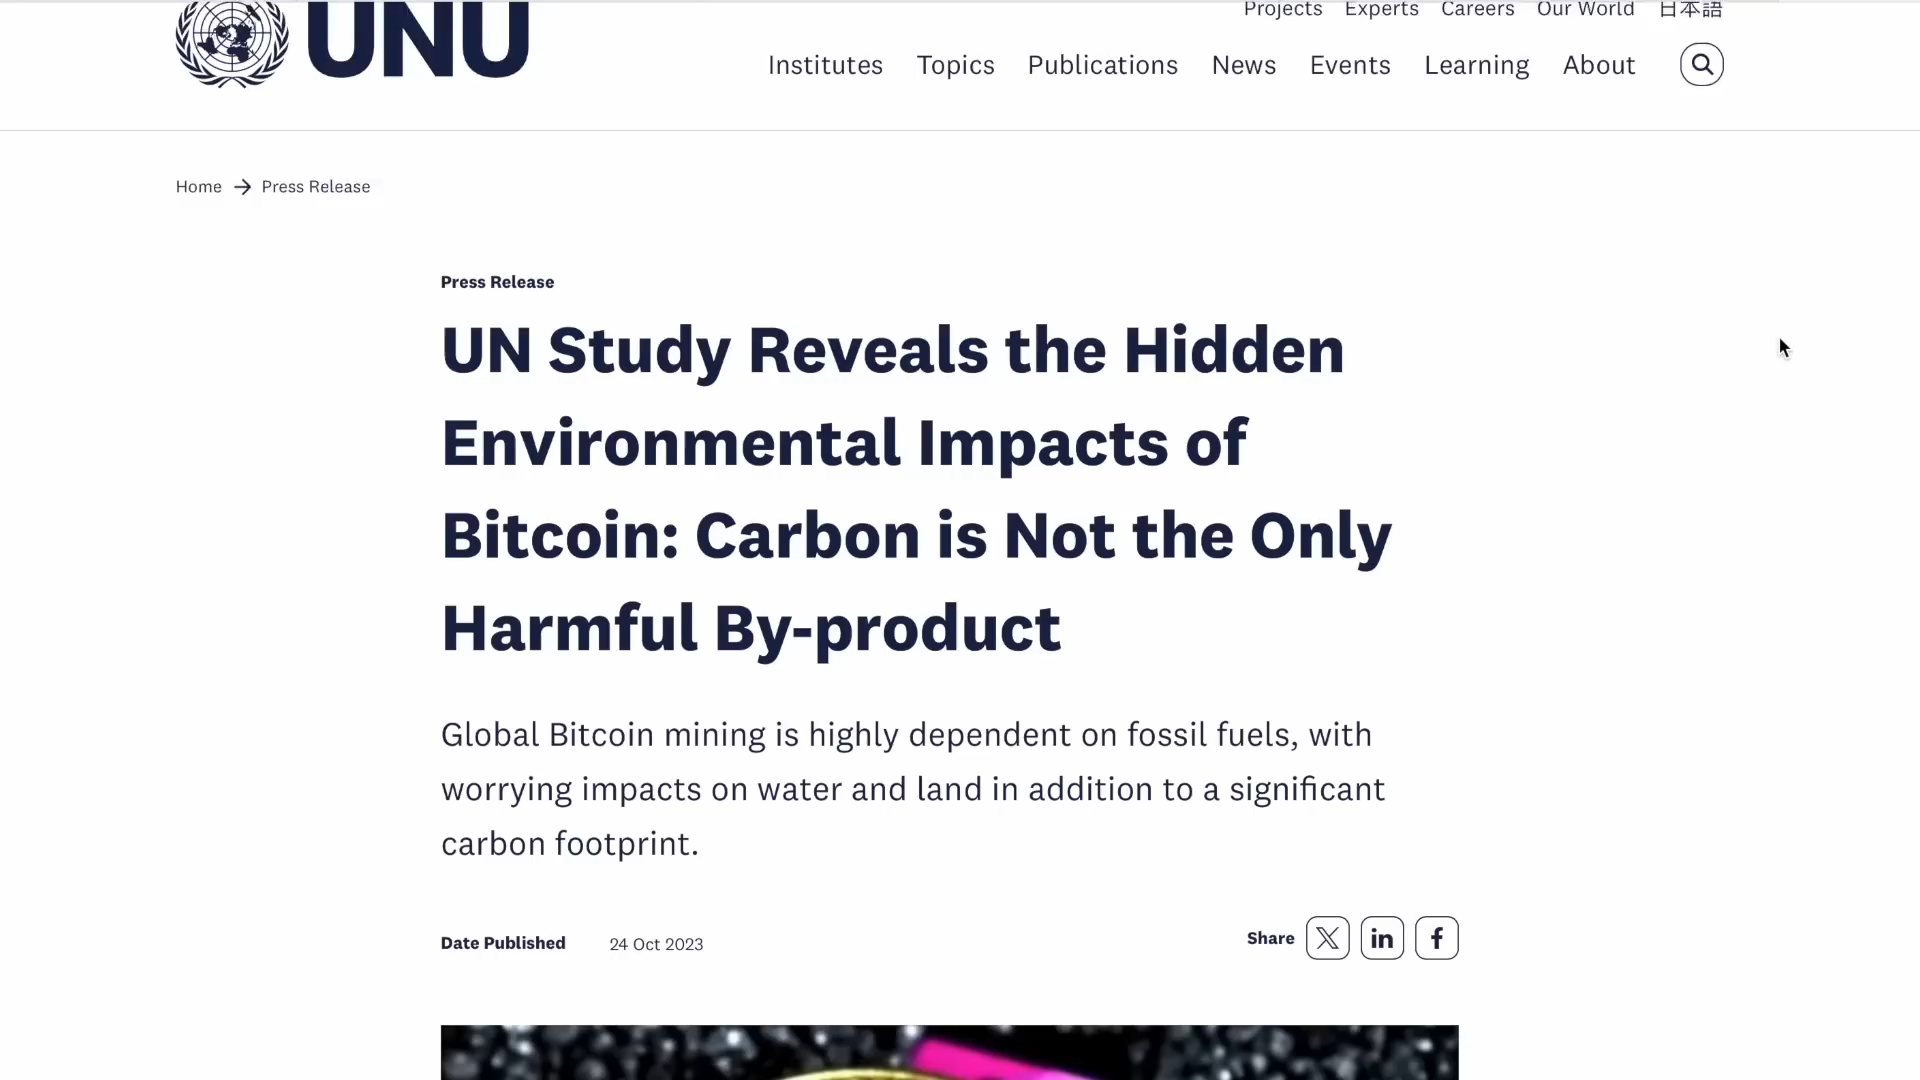 UNU
Projects Experts Careers Our World 日本語
Institutes Topics Publications News Events Learning About
Home → Press Release
Press Release
UN Study Reveals the Hidden
Environmental Impacts of
Bitcoin: Carbon is Not the Only
Harmful By-product
Global Bitcoin mining is highly dependent on fossil fuels, with
worrying impacts on water and land in addition to a significant
carbon footprint.
Date Published 24 Oct 2023
Share X in f